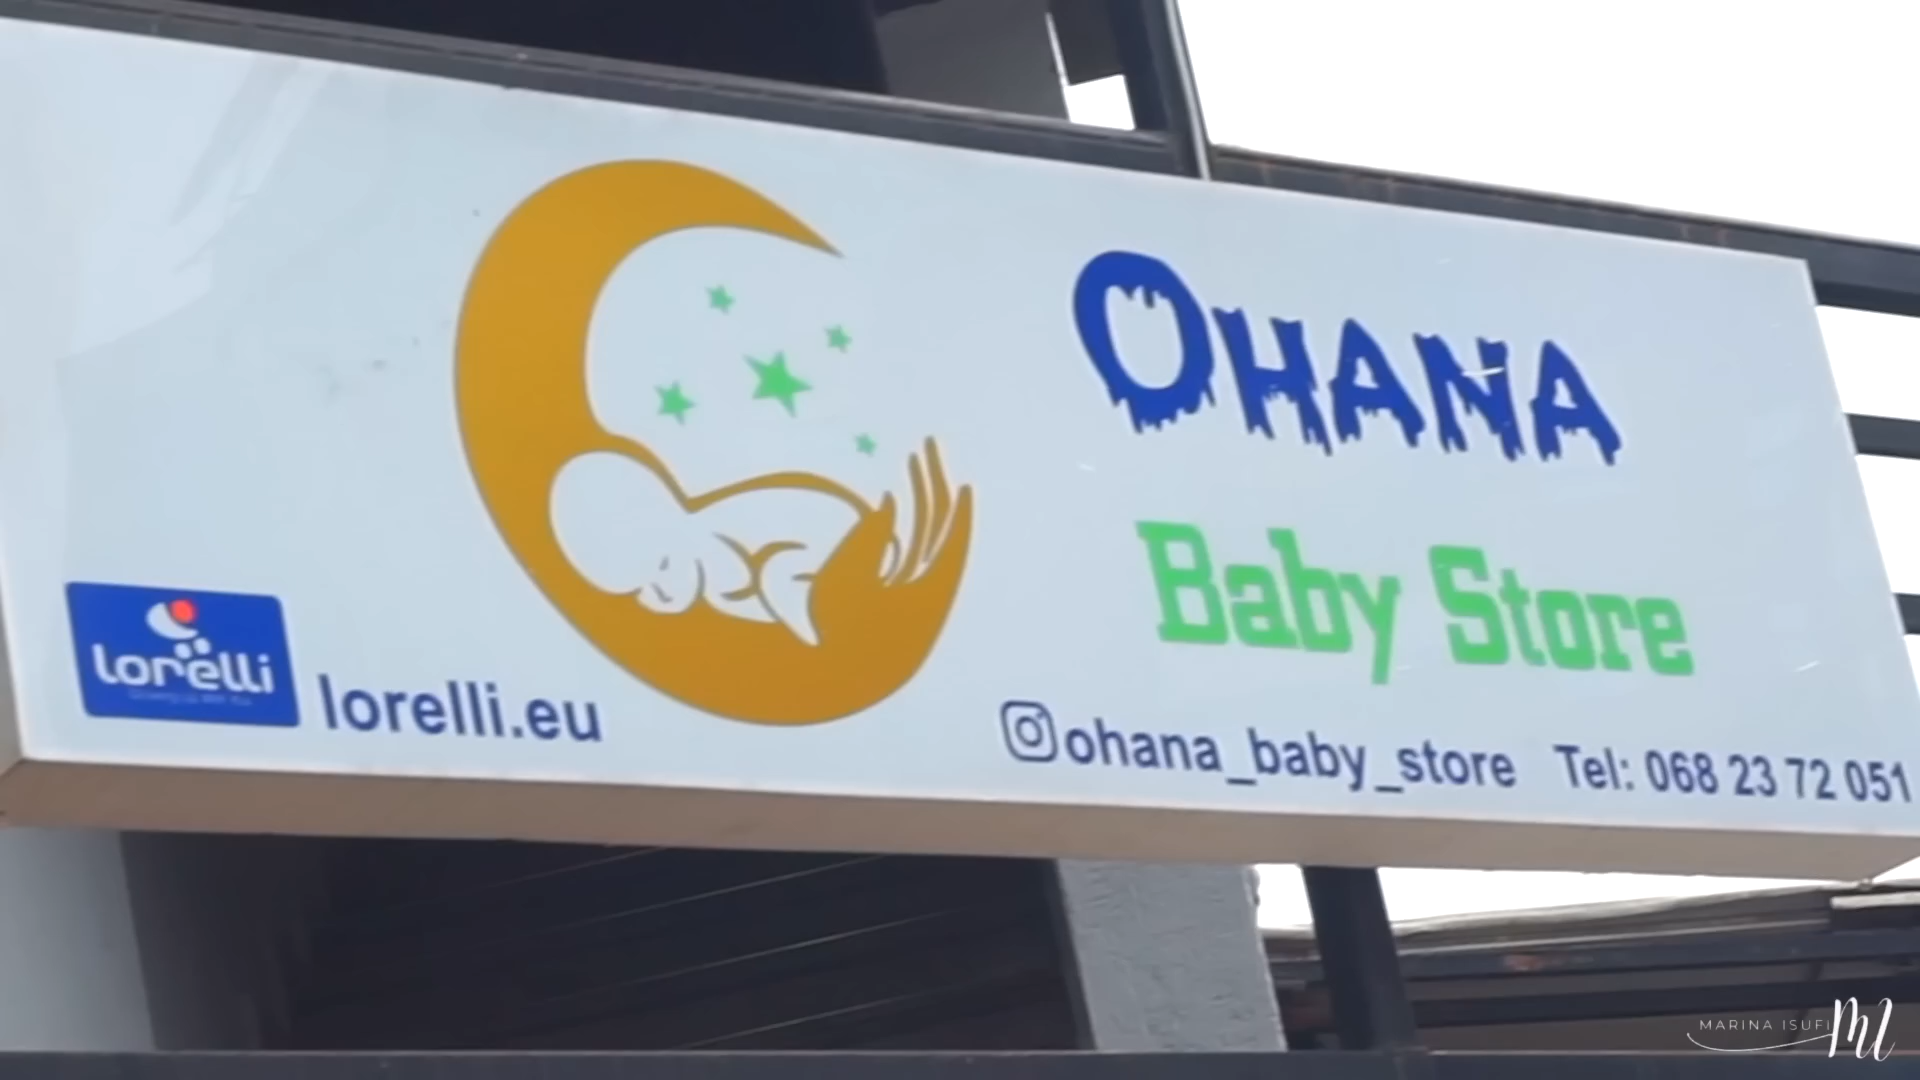 OHANA
Baby Store
lorelli
lorelli.eu
ohana_baby_store Tel: 068 23 72 051
MARINA ISUFI